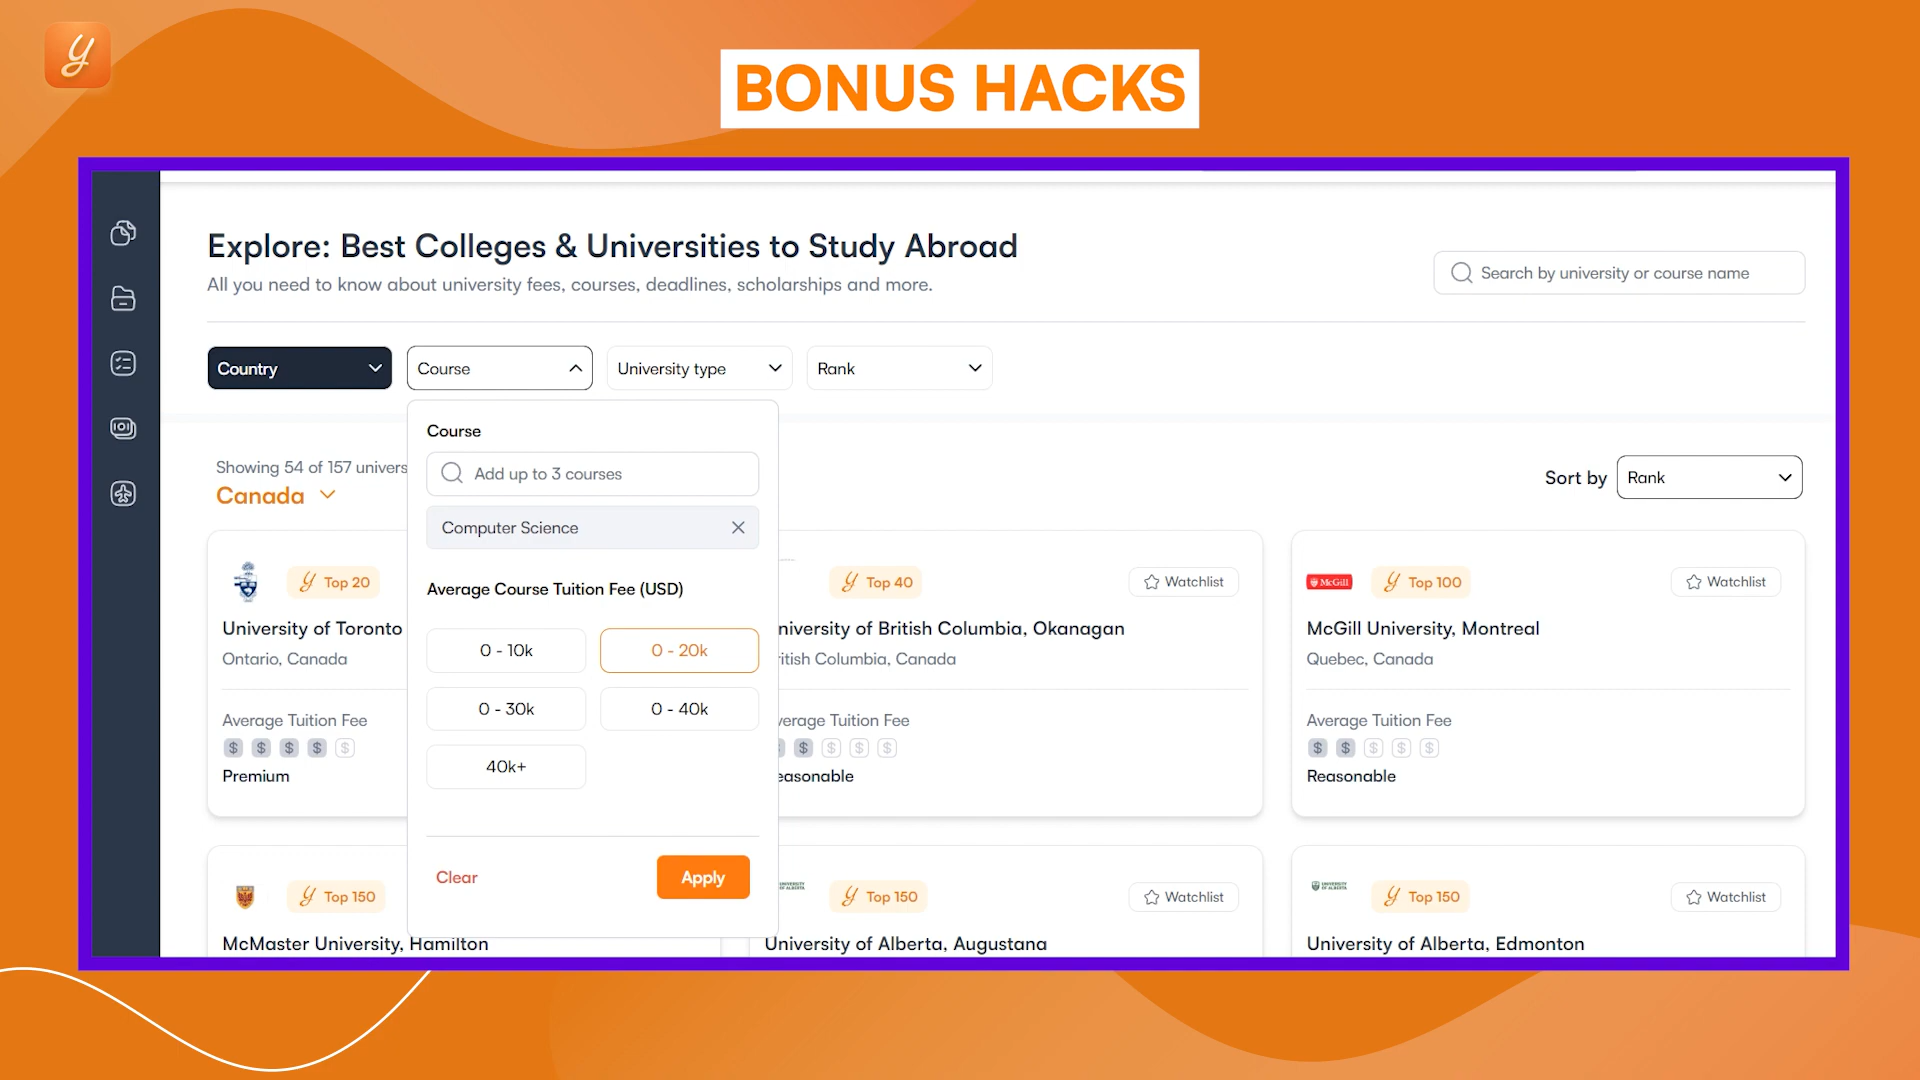 y
BONUS HACKS
Explore: Best Colleges & Universities to Study Abroad
All you need to know about university fees, courses, deadlines, scholarships and more.
Search by university or course name
Country
Course
University type
Rank
Course
Add up to 3 courses
Computer Science
Average Course Tuition Fee (USD)
0 - 10k
0 - 20k
0 - 30k
0 - 40k
40k+
Clear
Apply
Showing 54 of 157 univers
Canada
Sort by
Rank
y Top 20
University of Toronto
Ontario, Canada
Average Tuition Fee
$ $ $ $ $
Premium
y Top 40
Watchlist
niversity of British Columbia, Okanagan
itish Columbia, Canada
verage Tuition Fee
$ $ $ $
easonable
McGill
y Top 100
Watchlist
McGill University, Montreal
Quebec, Canada
Average Tuition Fee
$ $ $ $ $
Reasonable
y Top 150
McMaster University, Hamilton
y Top 150
Watchlist
University of Alberta, Augustana
UNIVERSITY OF ALBERTA
y Top 150
Watchlist
University of Alberta, Edmonton